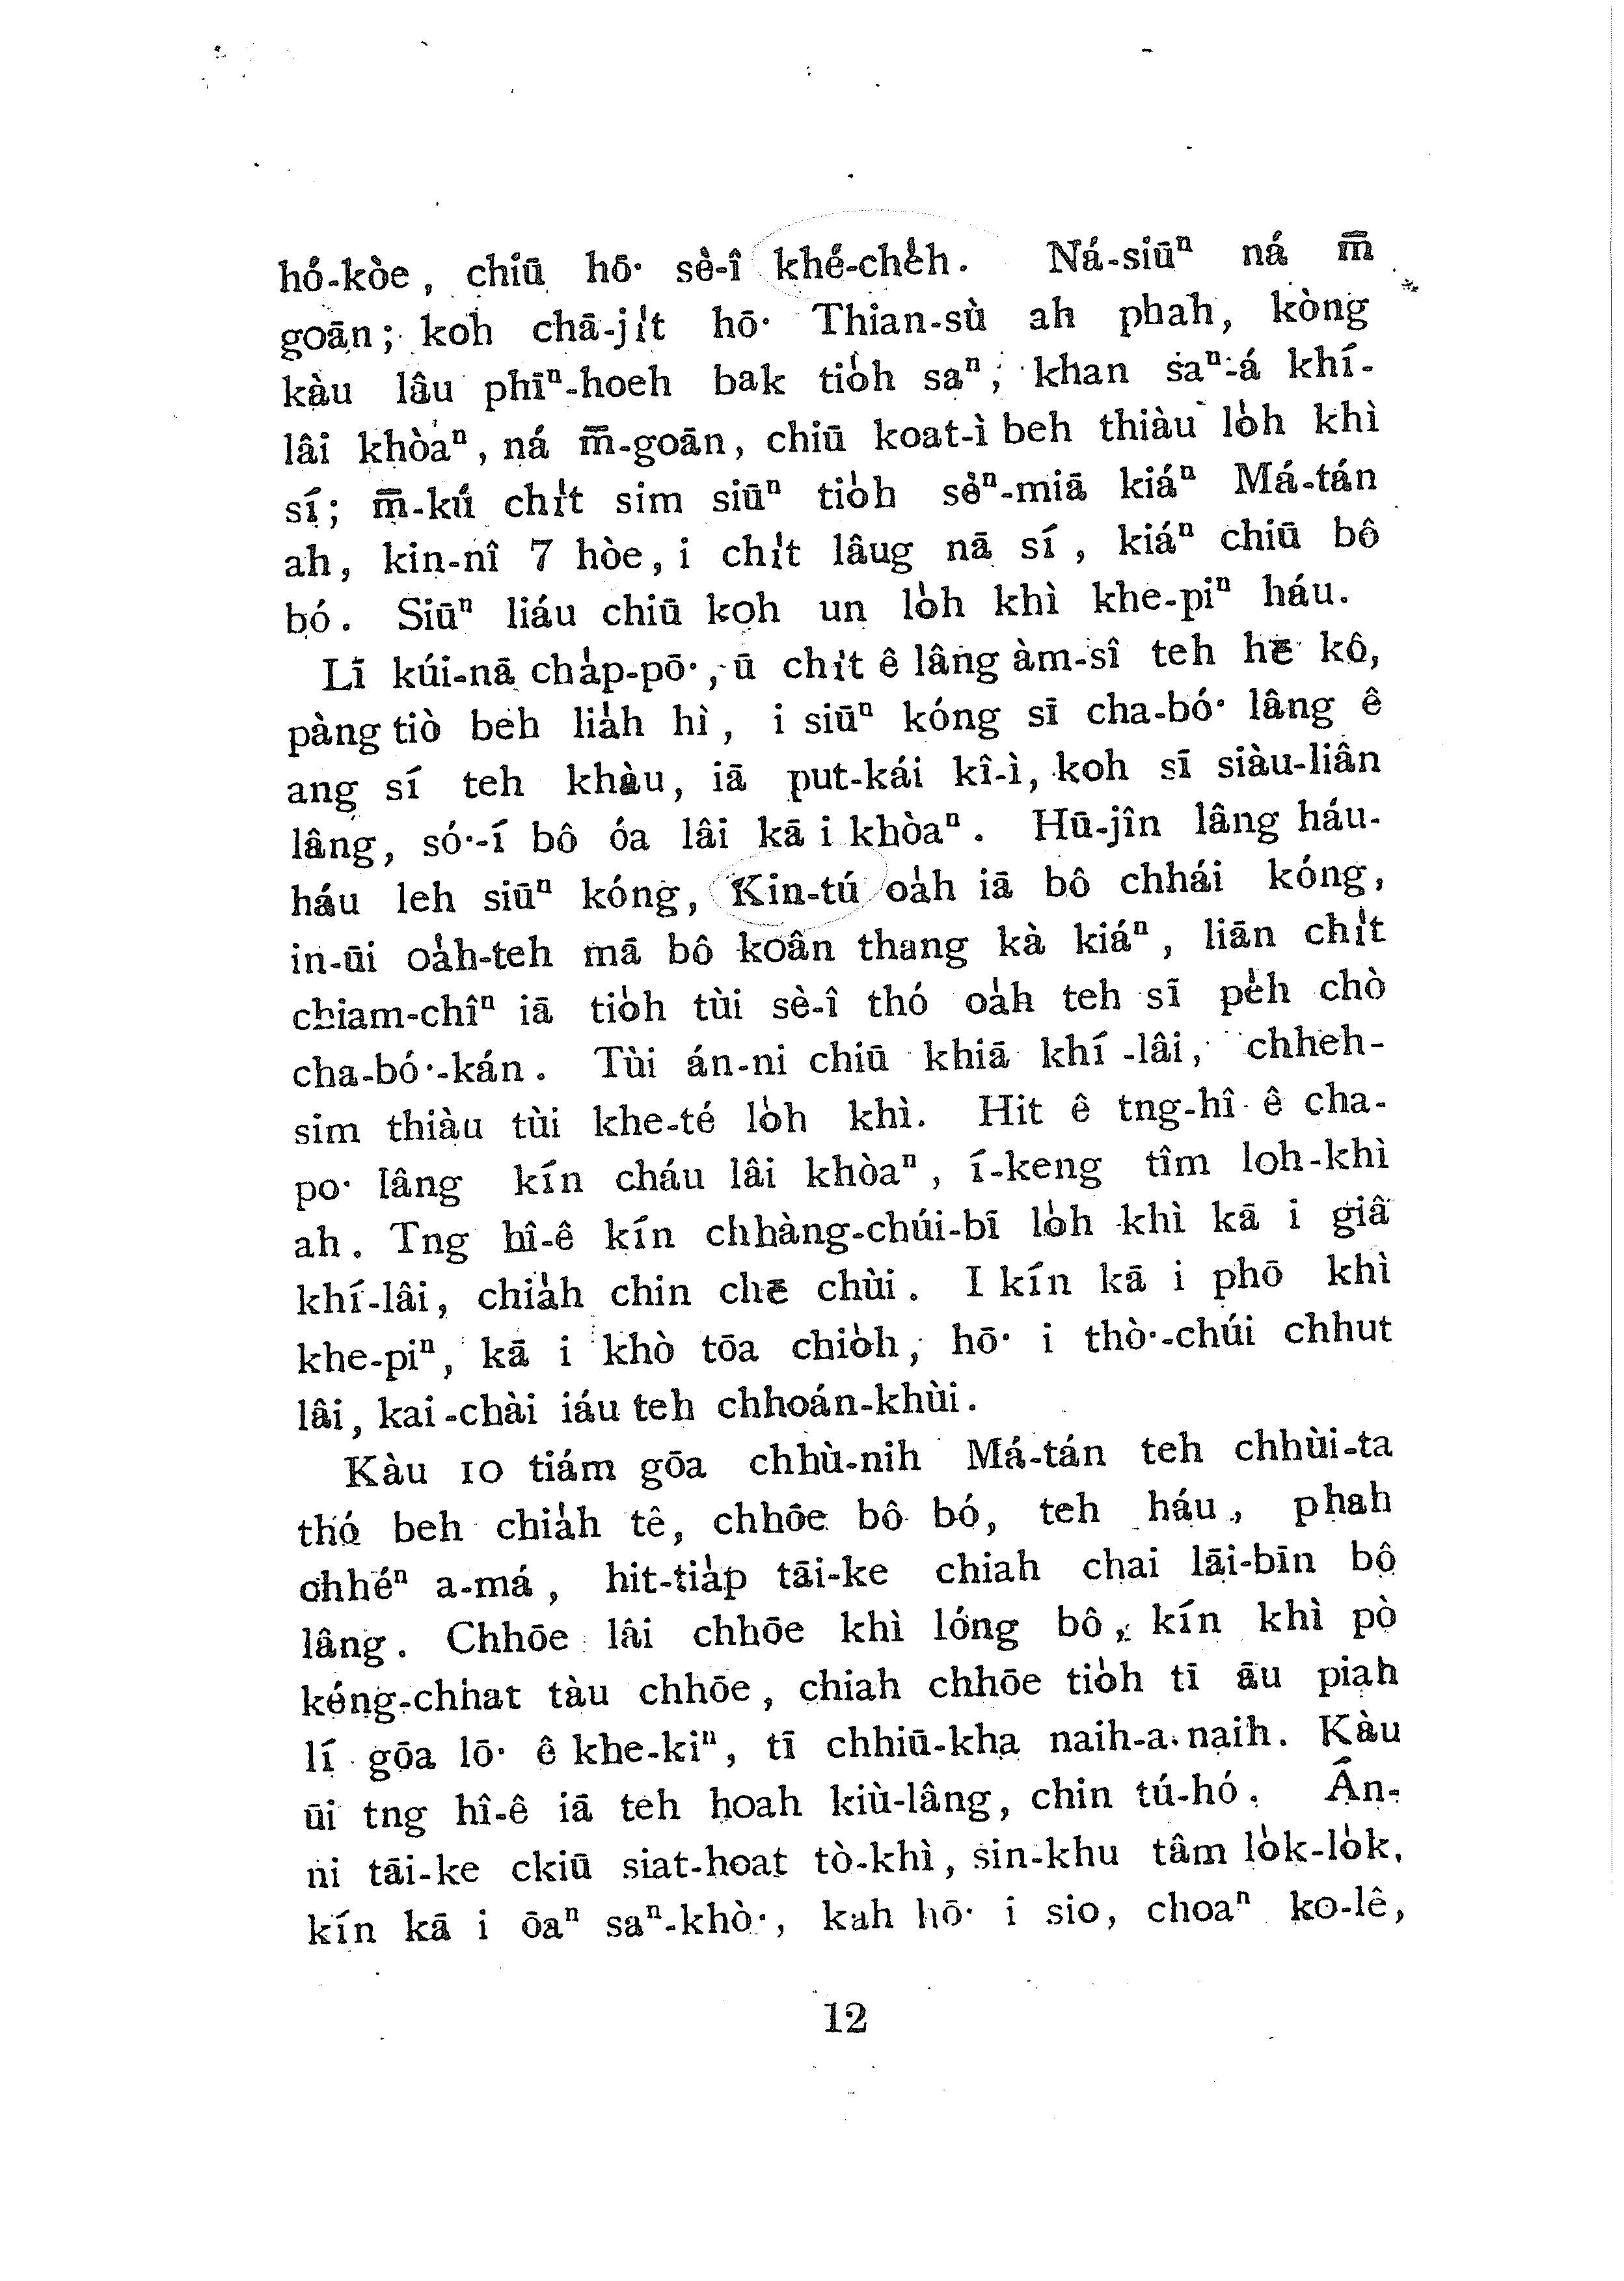 hó-kòe, chiū hō͘ sè-î khé-che̍h. Ná-siūⁿ ná m̄
goān; koh chā-ji̍t hō͘ Thian-sù ah phah, kòng
kàu lâu phīⁿ-hoeh bak tio̍h saⁿ; khan saⁿ-á khí-
lâi khòaⁿ, ná m̄-goān, chiū koat-ì beh thiàu lo̍h khì
sí; m̄-kú chi̍t sim siūⁿ tio̍h sèⁿ-miā kiáⁿ Má-tán
ah, kin-nî 7 hòe, i chi̍t lâug nā sí, kiáⁿ chiū bô
bó. Siūⁿ liáu chiū koh un lo̍h khì khe-piⁿ háu.
Lī kúi-nā cha̍p-pō͘, ū chi̍t ê lâng àm-sî teh hē kô,
pàng tiò beh lia̍h hì, i siūⁿ kóng sī cha-bó͘ lâng ê
ang sí teh khàu, iā put-kái kî-ì, koh sī siàu-liân
lâng, só͘-í bô óa lâi kā i khòaⁿ. Hū-jîn lâng háu-
háu leh siūⁿ kóng, Kin-tú oa̍h iā bô chhái kóng,
in-ūi oa̍h-teh mā bô koân thang kà kiáⁿ, liān chi̍t
chiam-chîⁿ iā tio̍h tùi sè-î thó oa̍h teh sī pe̍h chò
cha-bó͘-kán. Tùi án-ni chiū khiā khí-lâi, chheh-
sim thiàu tùi khe-té lo̍h khì. Hit ê tng-hî ê cha-
po͘ lâng kín cháu lâi khòaⁿ, í-keng tîm loh-khì
ah. Tng hî-ê kín chhàng-chúi-bī lo̍h khì kā i giâ
khí-lâi, chia̍h chin chē chùi. I kín kā i phō khì
khe-piⁿ, kā i khò tōa chio̍h, hō͘ i thò͘-chúi chhut
lâi, kai-chài iáu teh chhoán-khùi.
Kàu 10 tiám gōa chhù-nih Má-tán teh chhùi-ta
thó beh chia̍h tê, chhōe bô bó, teh háu, phah
chhéⁿ a-má, hit-tia̍p tāi-ke chiah chai lāi-bīn bô
lâng. Chhōe lâi chhōe khì lóng bô, kín khì pò
kéng-chhat tàu chhōe, chiah chhōe tio̍h tī āu piah
lí gōa lō͘ ê khe-kiⁿ, tī chhiū-kha naih-a-naih. Kàu
ūi tng hî-ê iā teh hoah kiù-lâng, chin tú-hó. Án-
ni tāi-ke ckiū siat-hoat tò-khì, sin-khu tâm lo̍k-lo̍k,
kín kā i ōaⁿ saⁿ-khò͘, kah hō͘ i sio, choaⁿ ko-lê,
12